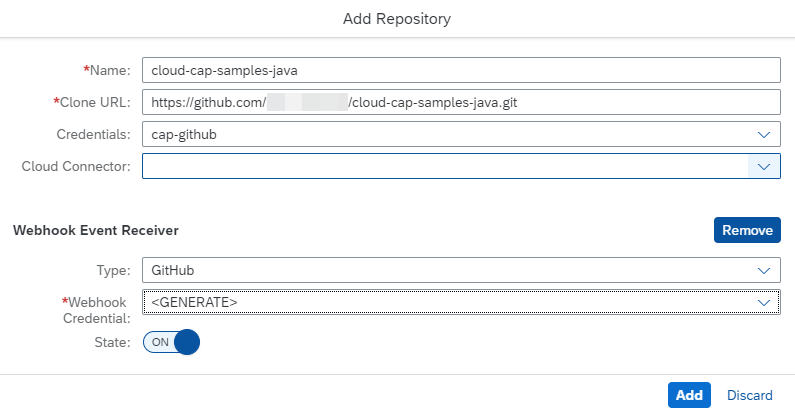 Add Repository
*Name: cloud-cap-samples-java
*Clone URL: https://github.com/ /cloud-cap-samples-java.git
Credentials: cap-github
Cloud Connector:
Webhook Event Receiver Remove
Type: GitHub
*Webhook Credential: <GENERATE>
State: ON
Add Discard